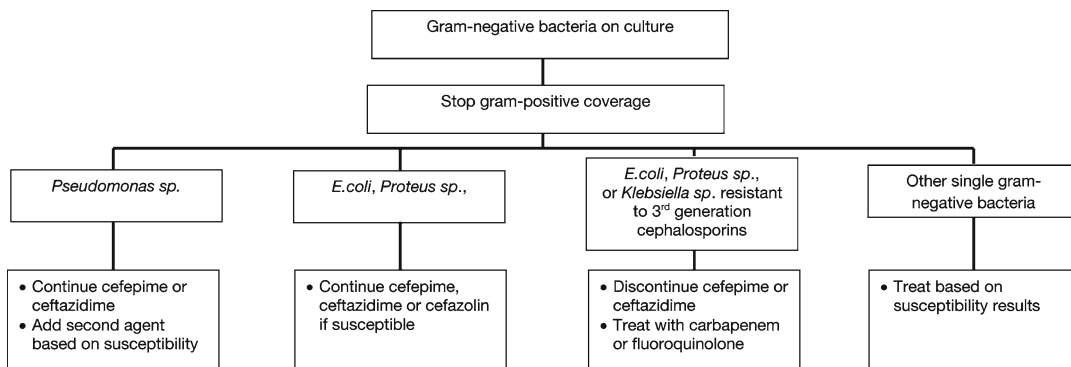 Gram-negative bacteria on culture
Stop gram-positive coverage
Pseudomonas sp.
E.coli, Proteus sp.,
E.coli, Proteus sp.,
or Klebsiella sp. resistant
to 3rd generation
cephalosporins
Other single gram-
negative bacteria
• Continue cefepime or
ceftazidime
• Add second agent
based on susceptibility
• Continue cefepime,
ceftazidime or cefazolin
if susceptible
• Discontinue cefepime or
ceftazidime
• Treat with carbapenem
or fluoroquinolone
• Treat based on
susceptibility results